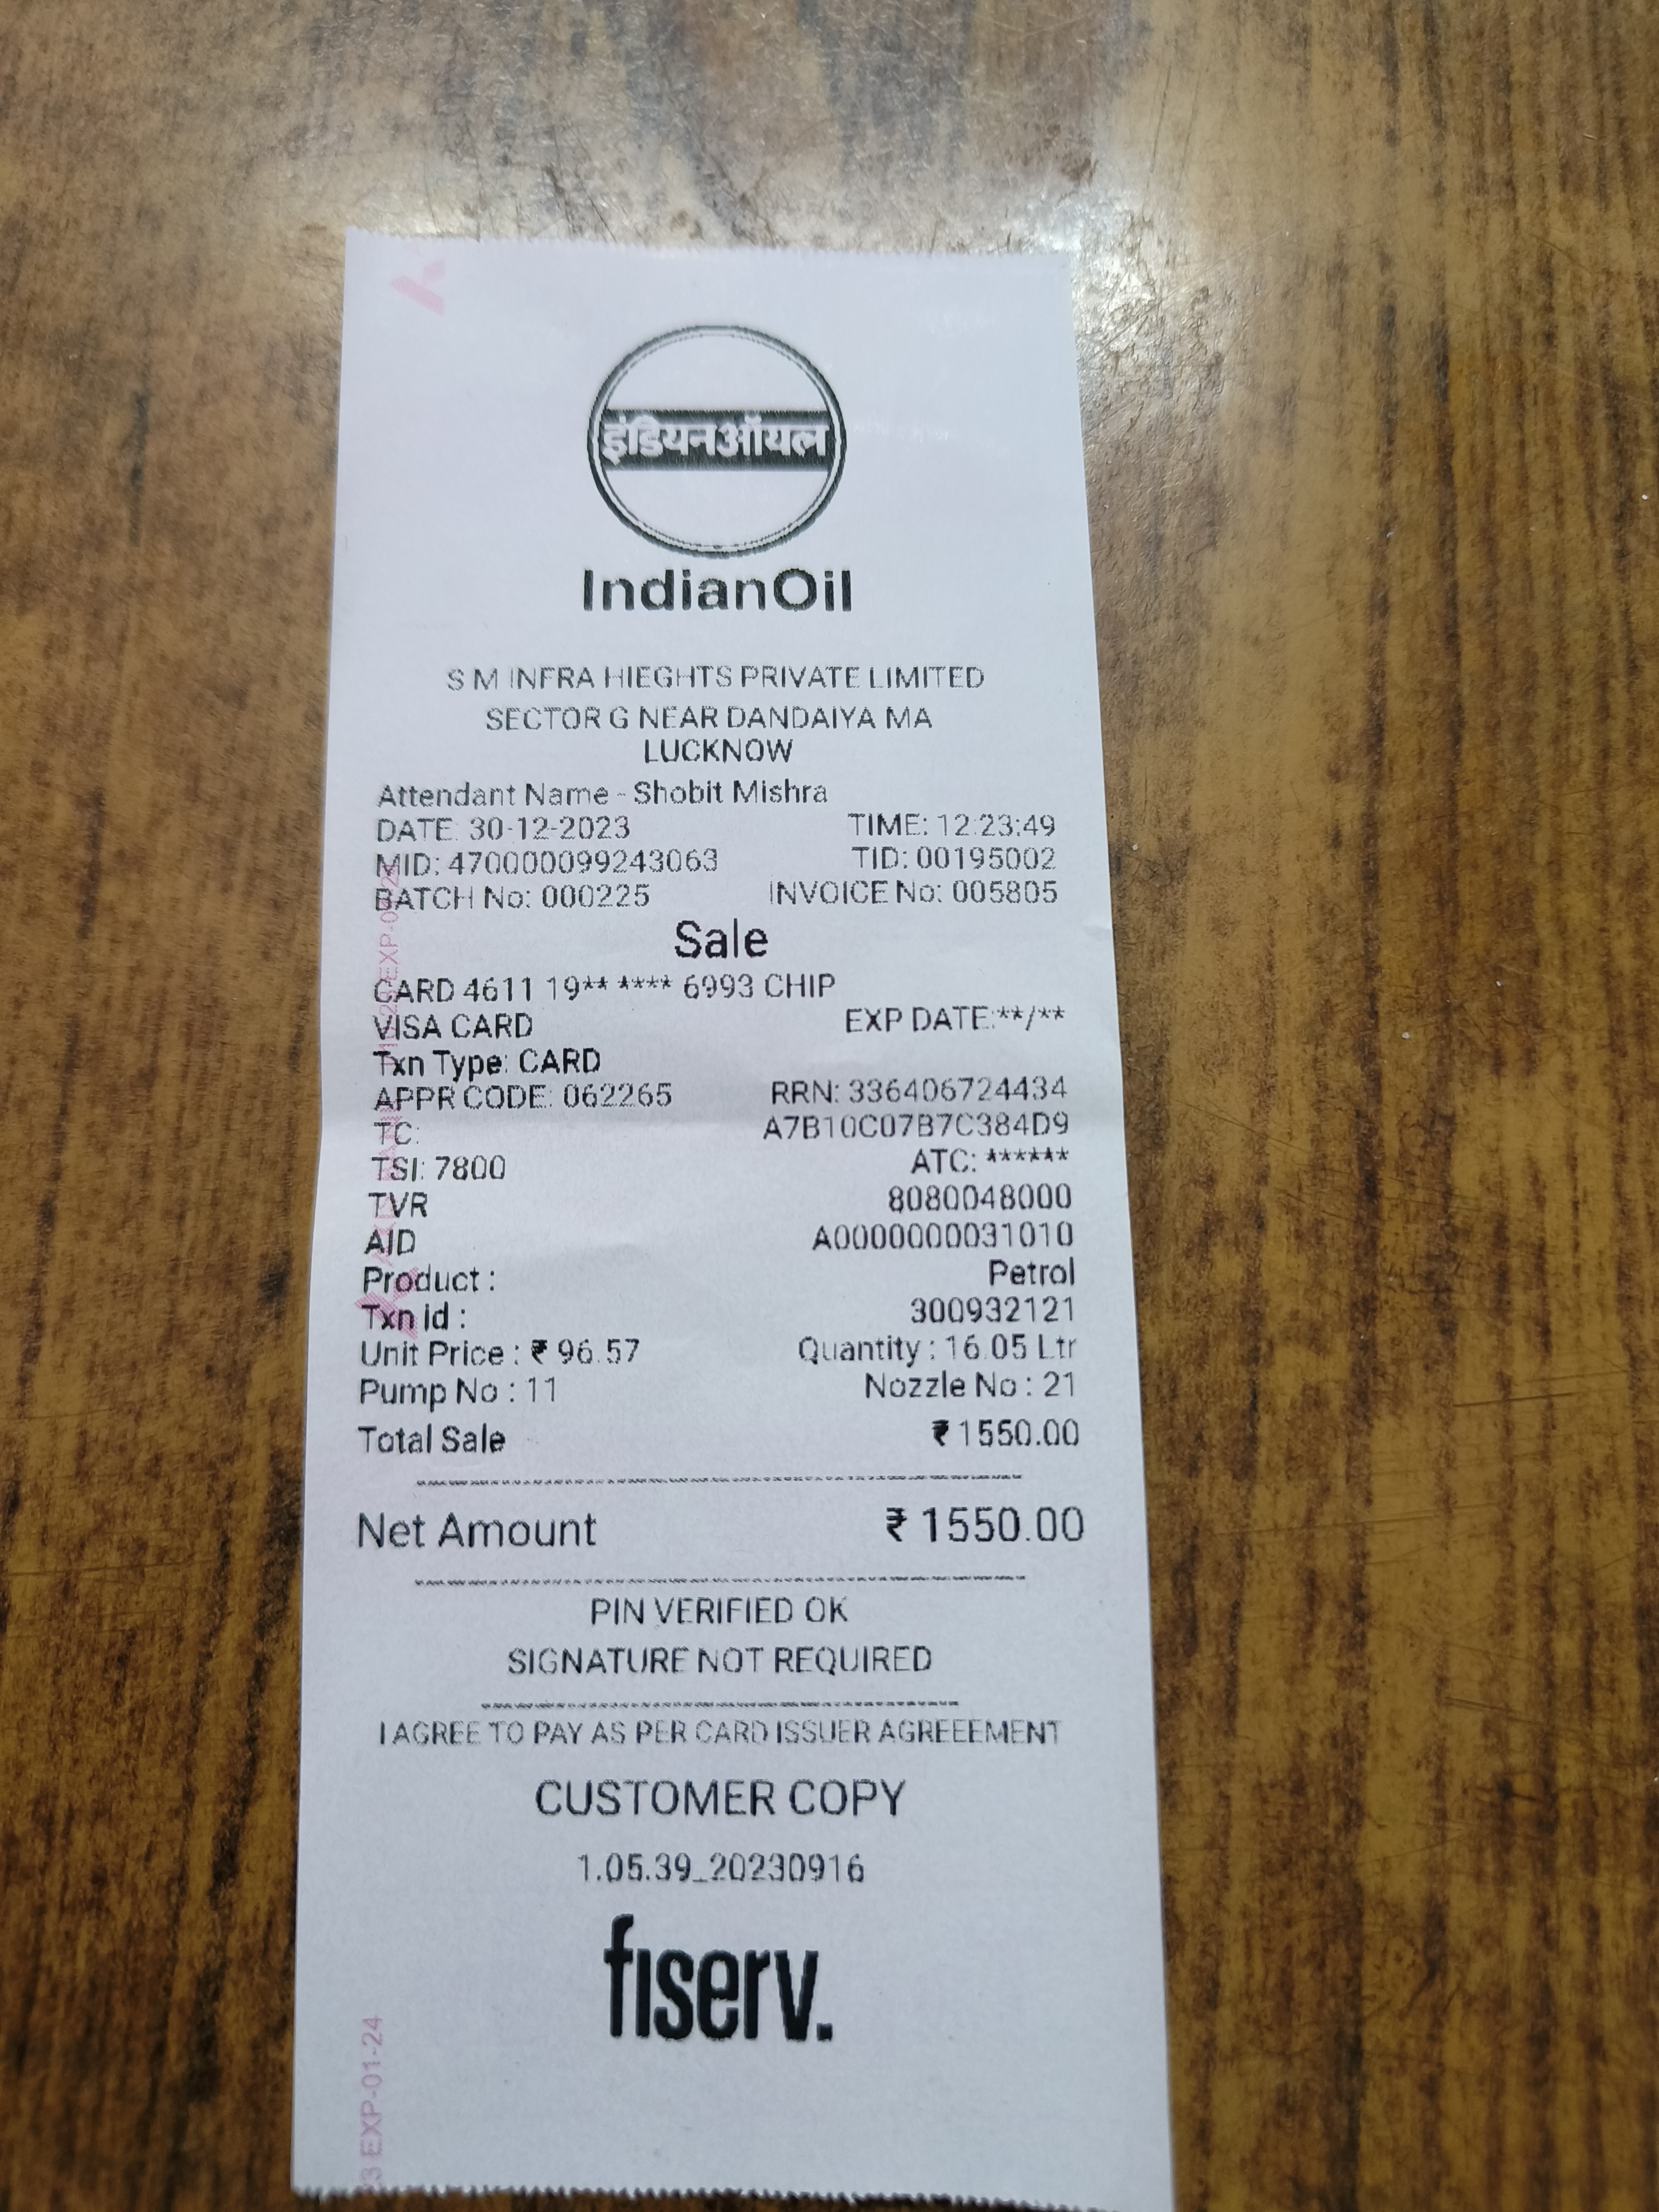 इंडियनऑयल
IndianOil
S M INFRA HIEGHTS PRIVATE LIMITED
SECTOR G NEAR DANDAIYA MA
LUCKNOW
Attendant Name - Shobit Mishra
DATE: 30-12-2023 TIME: 12:23:49
MID: 470000099243063 TID: 00195002
BATCH No: 000225 INVOICE No: 005805
Sale
CARD 4611 19** **** 6993 CHIP
VISA CARD EXP DATE:**/**
Txn Type: CARD
APPR CODE: 062265 RRN: 336406724434
TC: A7B10C07B7C384D9
TSI: 7800 ATC: ******
TVR 8080048000
AID A0000000031010
Product : Petrol
Txn Id : 300932121
Unit Price : ₹ 96.57 Quantity : 16.05 Ltr
Pump No : 11 Nozzle No : 21
Total Sale ₹ 1550.00
Net Amount ₹ 1550.00
PIN VERIFIED OK
SIGNATURE NOT REQUIRED
I AGREE TO PAY AS PER CARD ISSUER AGREEEMENT
CUSTOMER COPY
1.05.39_20230916
fiserv.
EXP-01-24